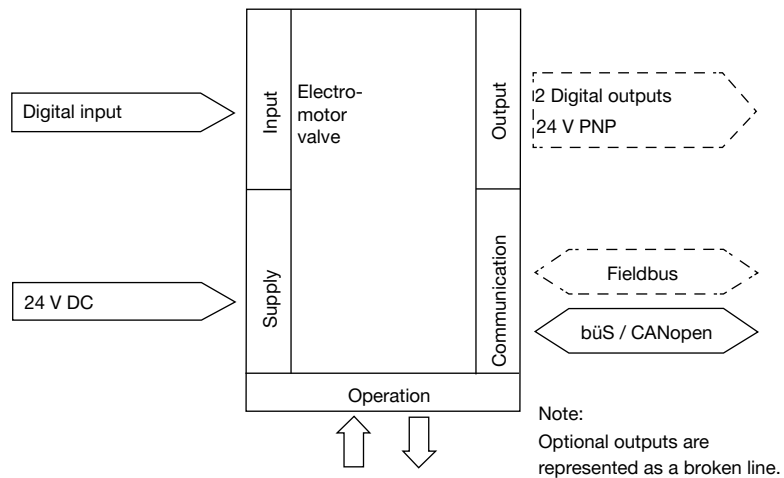 Digital input
Input
Electro-
motor
valve
Output
2 Digital outputs
24 V PNP
24 V DC
Supply
Communication
Fieldbus
büS / CANopen
Operation
Note:
Optional outputs are
represented as a broken line.